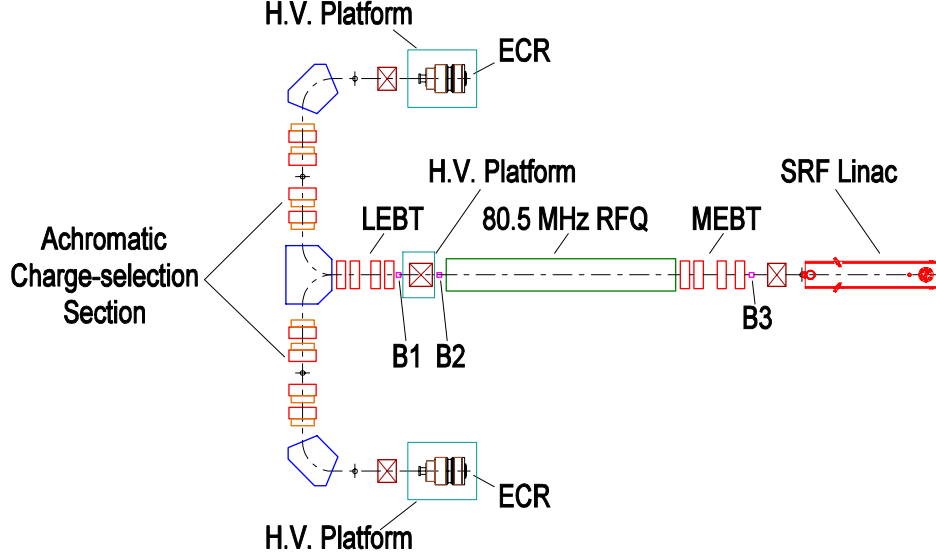 H.V. Platform
ECR
H.V. Platform
SRF Linac
LEBT
80.5 MHz RFQ
MEBT
Achromatic
Charge-selection
Section
B1
B2
B3
ECR
H.V. Platform